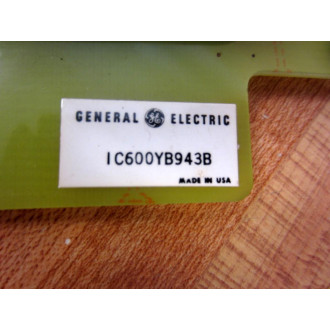 GENERAL GE ELECTRIC
IC600YB943B
MADE IN USA